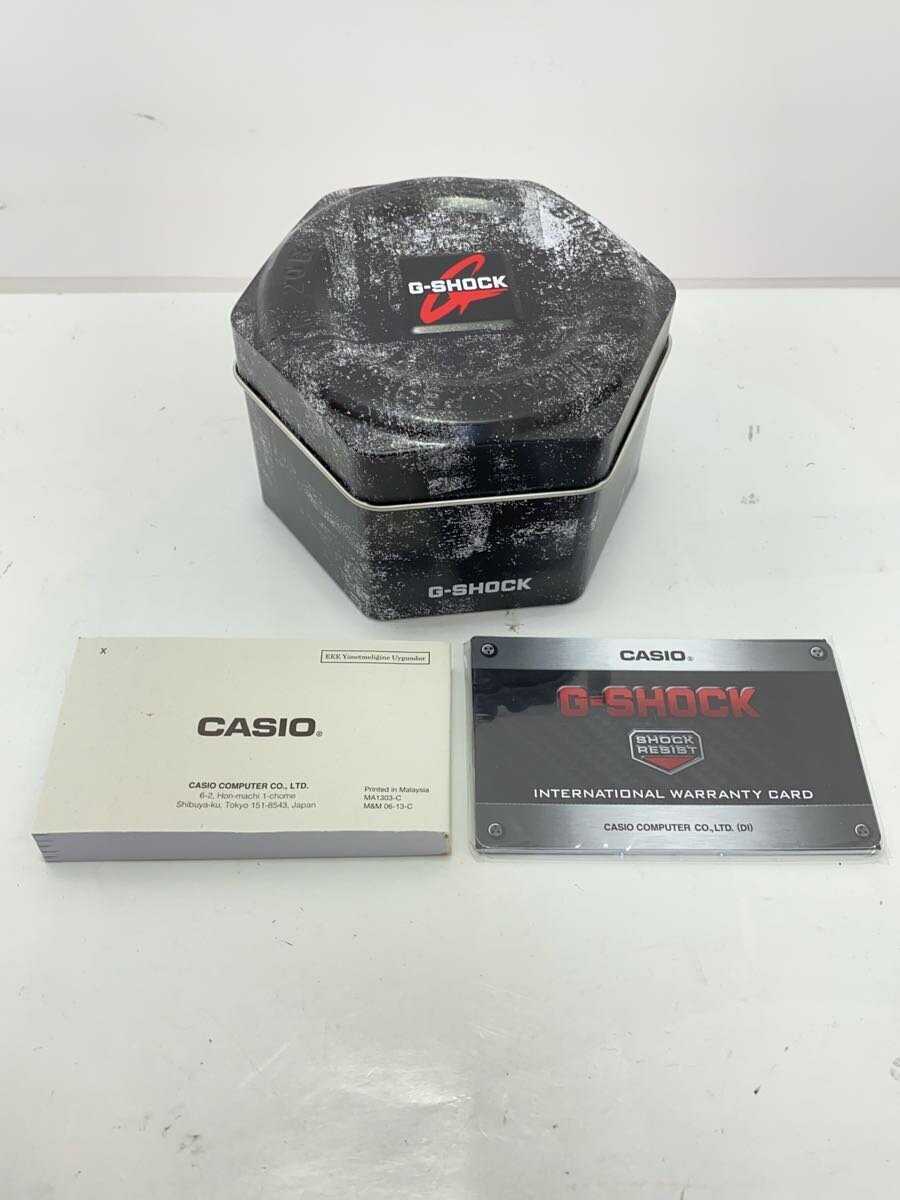 SINCE
G-SHOCK
G-SHOCK
X
EEE Yönetmeliğine Uygundur
CASIO®
CASIO COMPUTER CO., LTD.
6-2, Hon-machi 1-chome
Shibuya-ku, Tokyo 151-8543, Japan
Printed in Malaysia
MA1303-C
M&M 06-13-C
CASIO®
G-SHOCK
SHOCK
RESIST
INTERNATIONAL WARRANTY CARD
CASIO COMPUTER CO.,LTD. (DI)